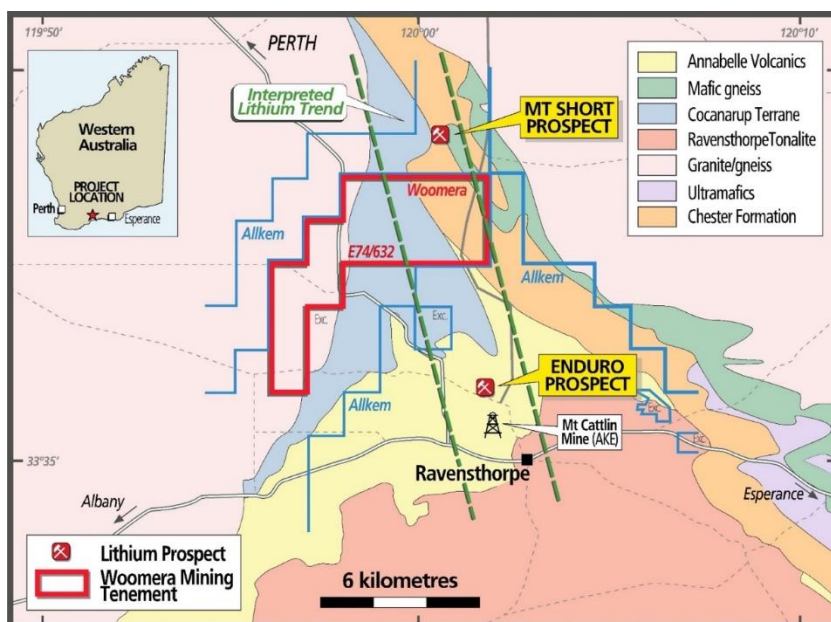 119°50'
120°00'
120°10'
PERTH
Interpreted
Lithium Trend
MT SHORT
PROSPECT
Western
Australia
PROJECT
LOCATION
Perth
Esperance
Annabelle Volcanics
Mafic gneiss
Cocanarup Terrane
RavensthorpeTonalite
Granite/gneiss
Ultramafics
Chester Formation
Woomera
Allkem
E74/632
Allkem
Exc.
Exc.
ENDURO
PROSPECT
Allkem
Exc.
Mt Cattlin
Mine (AKE)
Exc.
33°35'
Ravensthorpe
Albany
Esperance
Lithium Prospect
Woomera Mining
Tenement
6 kilometres